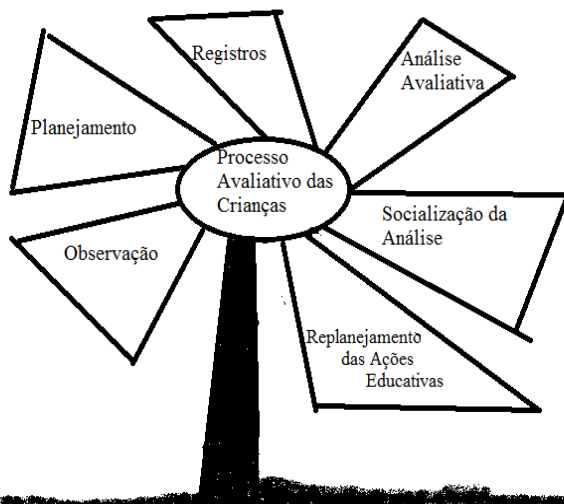 Registros
Análise
Avaliativa
Planejamento
Processo
Avaliativo das
Crianças
Socialização da
Análise
Observação
Replanejamento
das Ações
Educativas